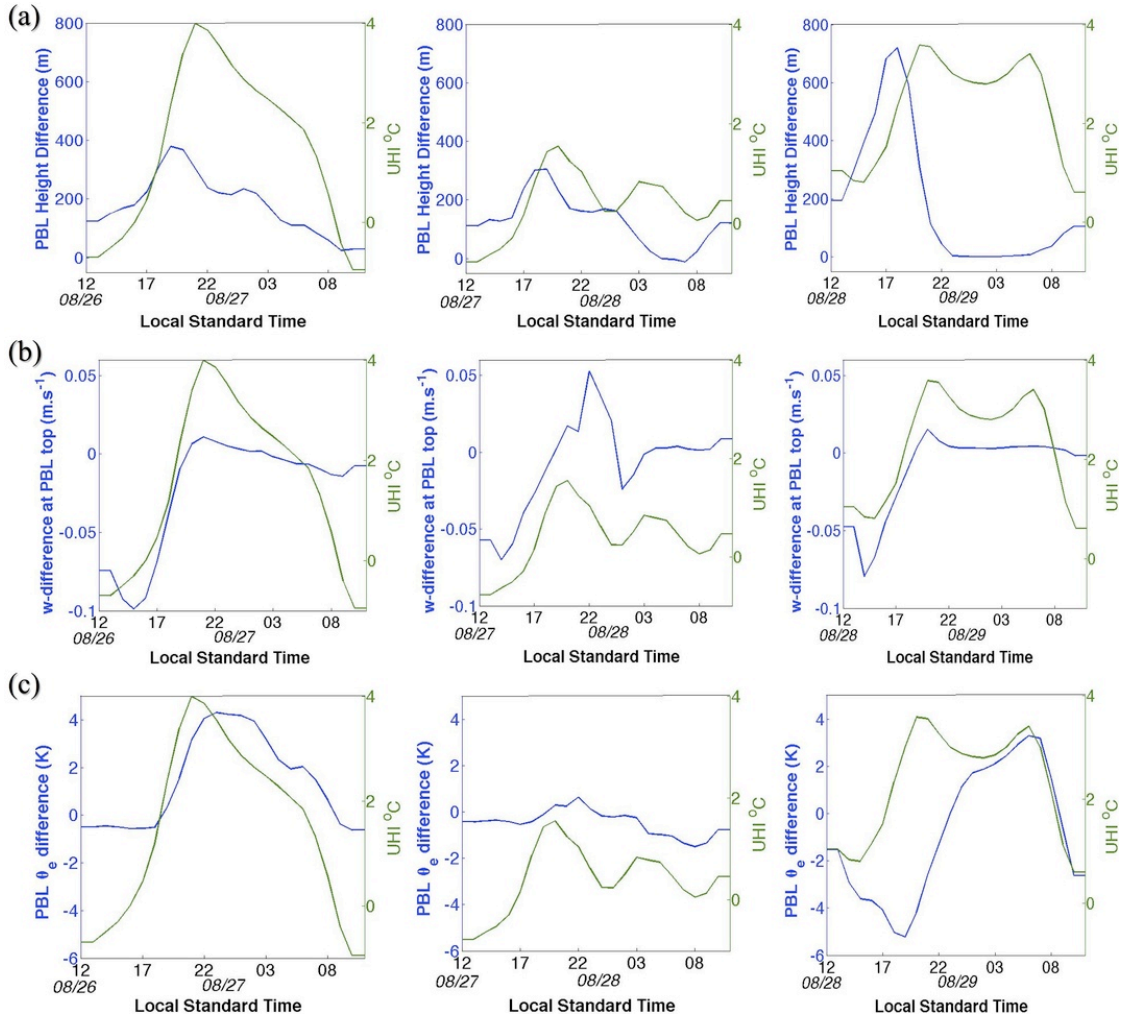 (a)
800
600
400
200
0
PBL Height Difference (m)
4
2
0
UHI °C
12 17 22 03 08
08/26 08/27
Local Standard Time
800
600
400
200
0
PBL Height Difference (m)
4
2
0
UHI °C
12 17 22 03 08
08/27 08/28
Local Standard Time
800
600
400
200
0
PBL Height Difference (m)
4
2
0
UHI °C
12 17 22 03 08
08/28 08/29
Local Standard Time
(b)
0.05
0
-0.05
-0.1
w-difference at PBL top (m.s⁻¹)
4
2
0
UHI °C
12 17 22 03 08
08/26 08/27
Local Standard Time
0.05
0
-0.05
-0.1
w-difference at PBL top (m.s⁻¹)
4
2
0
UHI °C
12 17 22 03 08
08/27 08/28
Local Standard Time
0.05
0
-0.05
-0.1
w-difference at PBL top (m.s⁻¹)
4
2
0
UHI °C
12 17 22 03 08
08/28 08/29
Local Standard Time
(c)
4
2
0
-2
-4
-6
PBL θe difference (K)
4
2
0
UHI °C
12 17 22 03 08
08/26 08/27
Local Standard Time
4
2
0
-2
-4
-6
PBL θe difference (K)
4
2
0
UHI °C
12 17 22 03 08
08/27 08/28
Local Standard Time
4
2
0
-2
-4
-6
PBL θe difference (K)
4
2
0
UHI °C
12 17 22 03 08
08/28 08/29
Local Standard Time